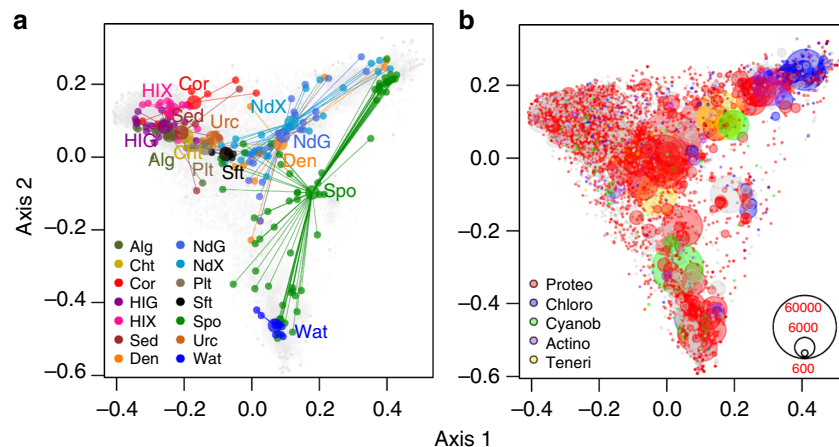 a
Axis 2
0.2
0.0
−0.2
−0.4
−0.6
−0.4
−0.2
0.0
0.2
0.4
HIX
Cor
Sed
Urc
NdX
HIG
Alg
Cht
Plt
Sft
NdG
Den
Spo
Wat
Alg
Cht
Cor
HIG
HIX
Sed
Den
NdG
NdX
Plt
Sft
Spo
Urc
Wat
b
0.2
0.0
−0.2
−0.4
−0.6
−0.4
−0.2
0.0
0.2
0.4
Proteo
Chloro
Cyanob
Actino
Teneri
60000
6000
600
Axis 1